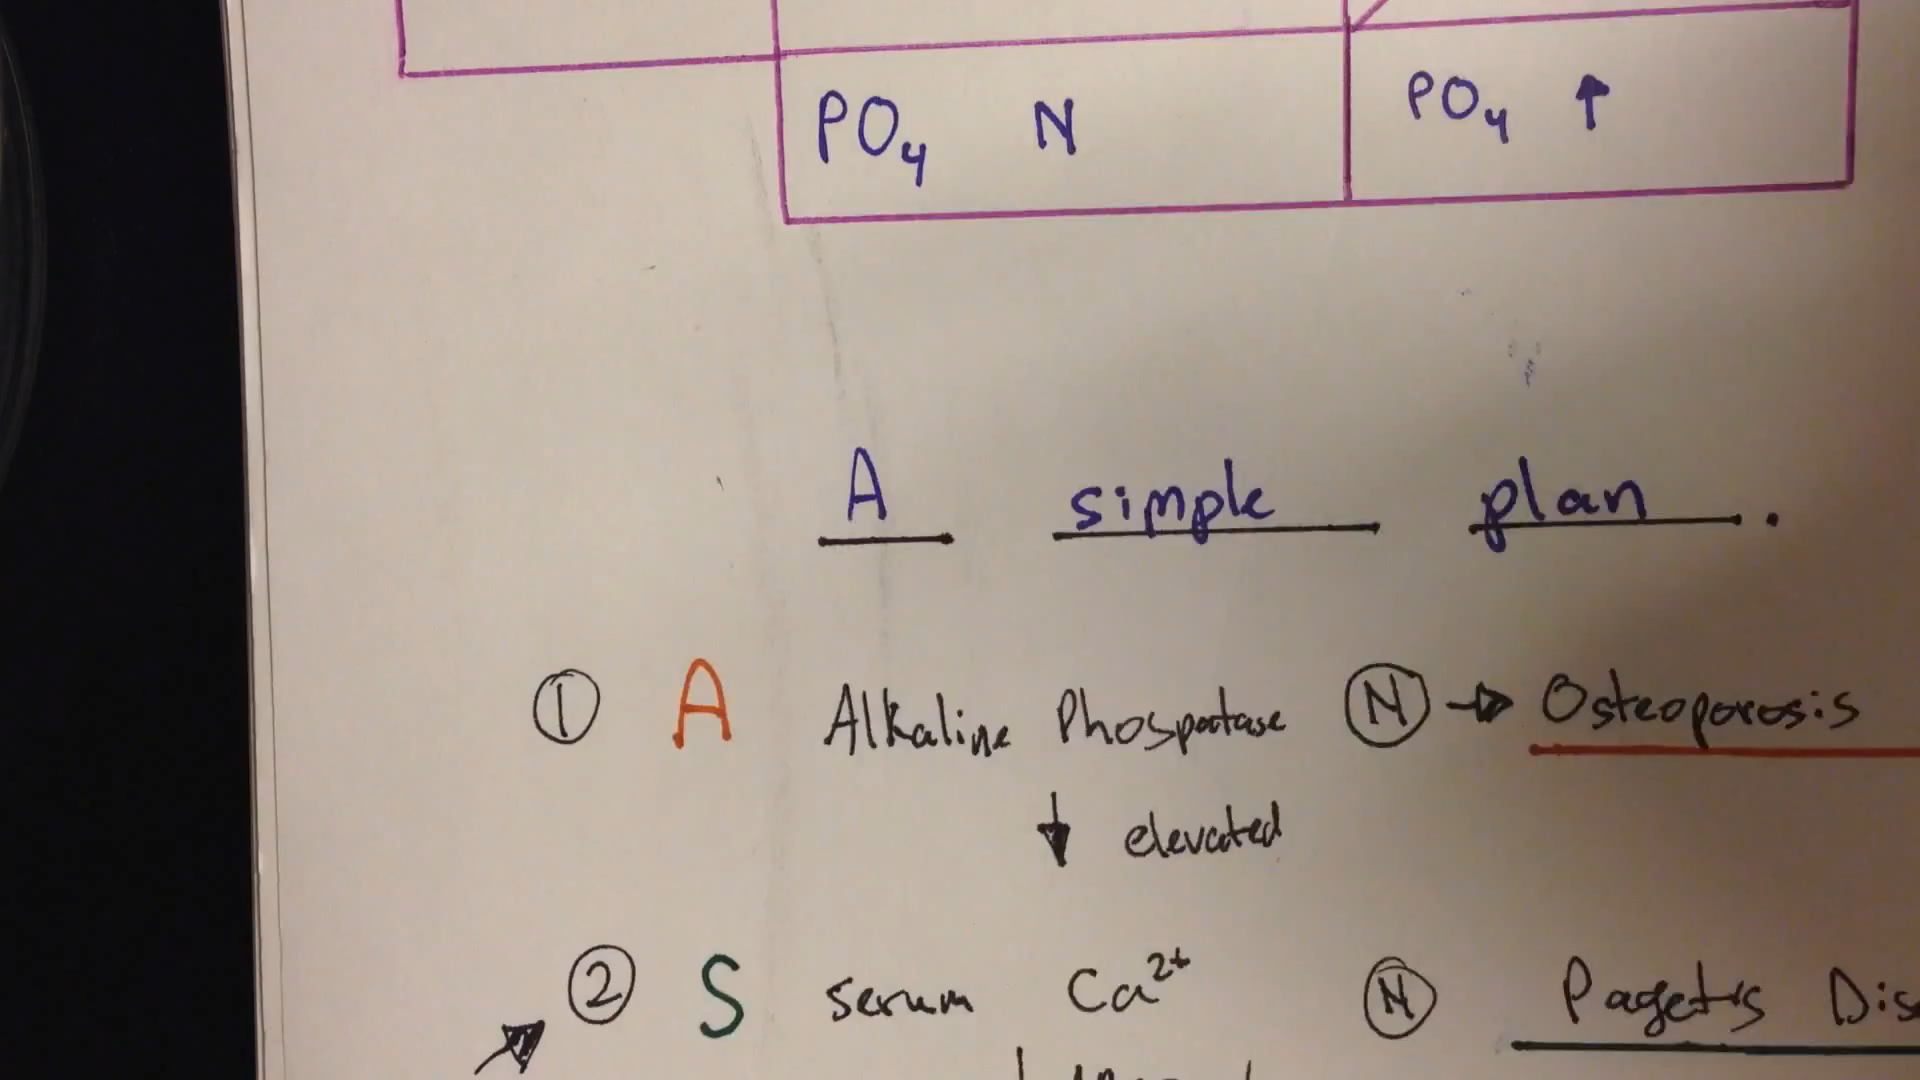 PO₄ N PO₄ ↑
A simple plan.
① A Alkaline Phospatase Ⓝ → Osteoporosis
↓ elevated
② S serum Ca²⁺ Ⓝ Paget's Dis